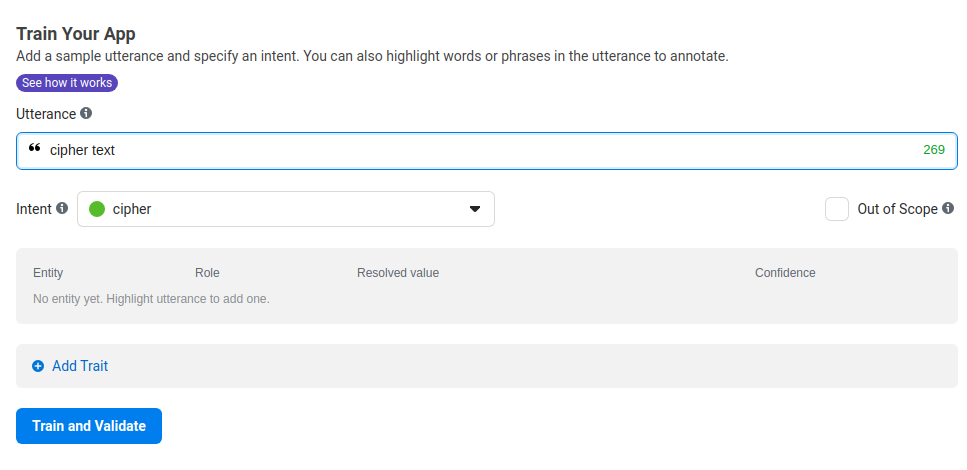 Train Your App
Add a sample utterance and specify an intent. You can also highlight words or phrases in the utterance to annotate.
See how it works
Utterance
cipher text 269
Intent cipher Out of Scope
Entity Role Resolved value Confidence
No entity yet. Highlight utterance to add one.
Add Trait
Train and Validate